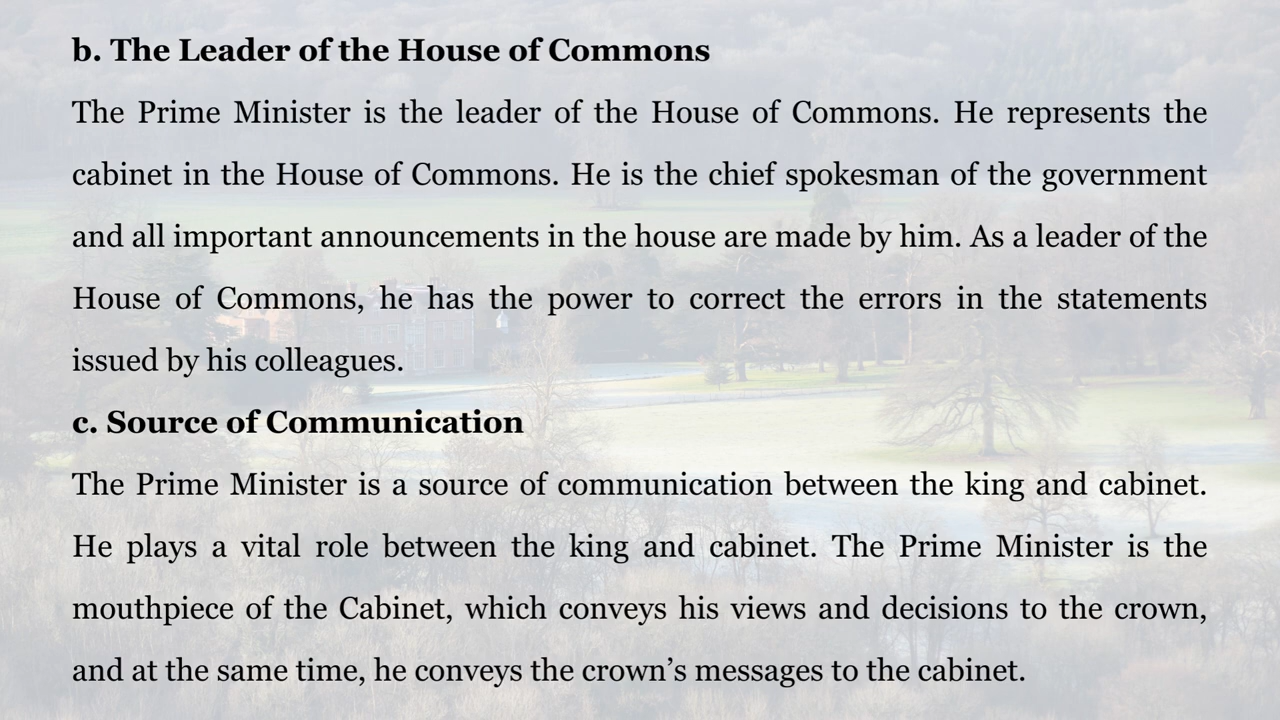 b. The Leader of the House of Commons
The Prime Minister is the leader of the House of Commons. He represents the
cabinet in the House of Commons. He is the chief spokesman of the government
and all important announcements in the house are made by him. As a leader of the
House of Commons, he has the power to correct the errors in the statements
issued by his colleagues.
c. Source of Communication
The Prime Minister is a source of communication between the king and cabinet.
He plays a vital role between the king and cabinet. The Prime Minister is the
mouthpiece of the Cabinet, which conveys his views and decisions to the crown,
and at the same time, he conveys the crown’s messages to the cabinet.